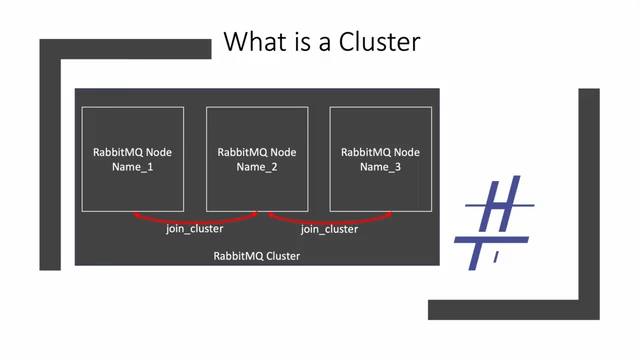 What is a Cluster
RabbitMQ Node
Name_1
RabbitMQ Node
Name_2
RabbitMQ Node
Name_3
join_cluster
join_cluster
RabbitMQ Cluster